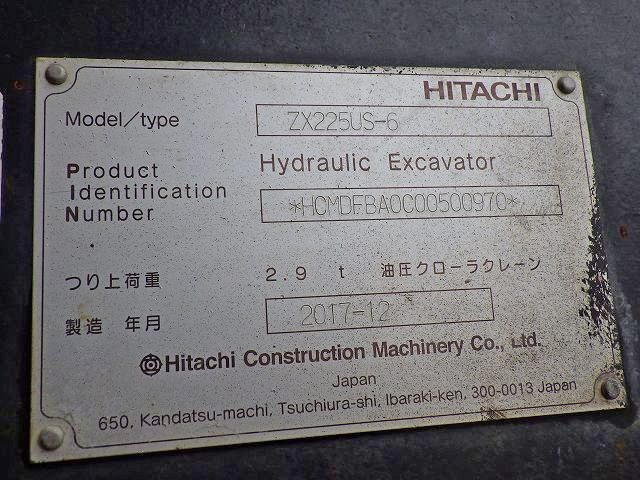 HITACHI
Model/type ZX225US-6
Product Hydraulic Excavator
Identification
Number *HCMDFBA0C00500970*
つり上荷重 2.9 t 油圧クローラクレーン
製造 年月 2017-12
Hitachi Construction Machinery Co., Ltd.
Japan
650, Kandatsu-machi, Tsuchiura-shi, Ibaraki-ken, 300-0013 Japan